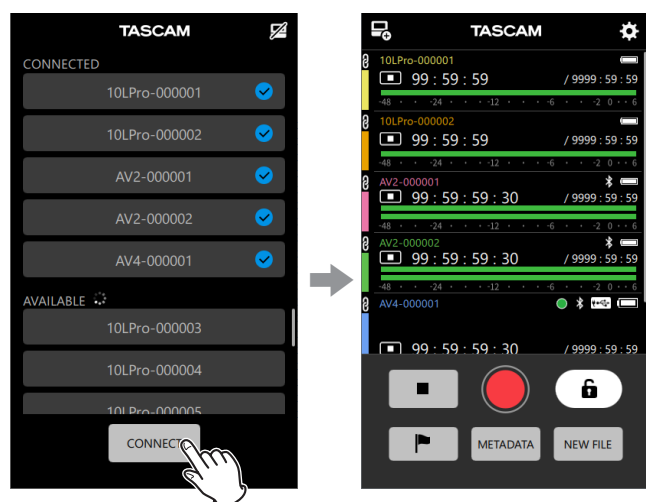 TASCAM
CONNECTED
10LPro-000001
10LPro-000002
AV2-000001
AV2-000002
AV4-000001
AVAILABLE
10LPro-000003
10LPro-000004
10LPro-000005
CONNECT
TASCAM
10LPro-000001
99 : 59 : 59 / 9999 : 59 : 59
-48 · · -24 · · · -12 · · · -6 · · -2 0 · · 6
10LPro-000002
99 : 59 : 59 / 9999 : 59 : 59
-48 · · -24 · · · -12 · · · -6 · · -2 0 · · 6
AV2-000001
99 : 59 : 59 : 30 / 9999 : 59 : 59
-48 · · -24 · · · -12 · · · -6 · · -2 0 · · 6
AV2-000002
99 : 59 : 59 : 30 / 9999 : 59 : 59
-48 · · -24 · · · -12 · · · -6 · · -2 0 · · 6
AV4-000001
99 : 59 : 59 : 30 / 9999 : 59 : 59
METADATA NEW FILE